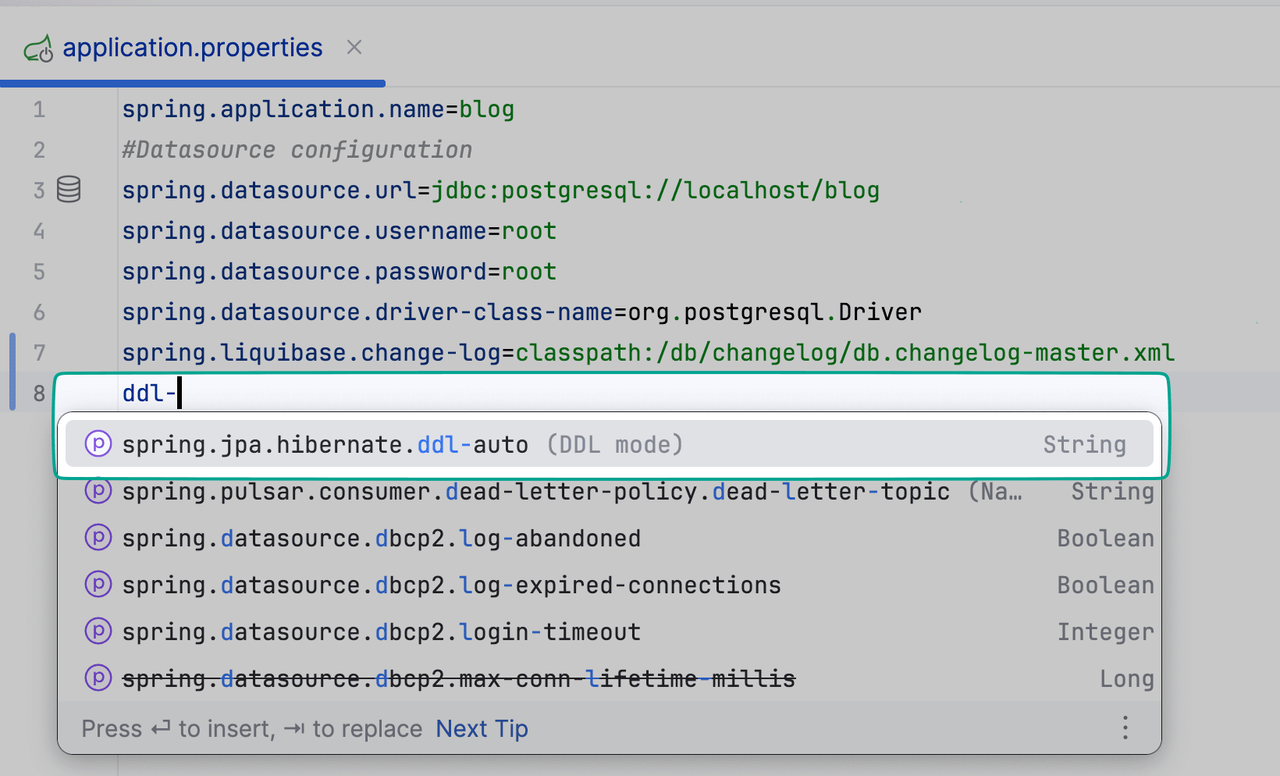 application.properties
1 spring.application.name=blog
2 #Datasource configuration
3 spring.datasource.url=jdbc:postgresql://localhost/blog
4 spring.datasource.username=root
5 spring.datasource.password=root
6 spring.datasource.driver-class-name=org.postgresql.Driver
7 spring.liquibase.change-log=classpath:/db/changelog/db.changelog-master.xml
8 ddl-
p spring.jpa.hibernate.ddl-auto (DDL mode) String
p spring.pulsar.consumer.dead-letter-policy.dead-letter-topic (Na… String
p spring.datasource.dbcp2.log-abandoned Boolean
p spring.datasource.dbcp2.log-expired-connections Boolean
p spring.datasource.dbcp2.login-timeout Integer
p spring.datasource.dbcp2.max-conn-lifetime-millis Long
Press ↵ to insert, ⇥ to replace Next Tip